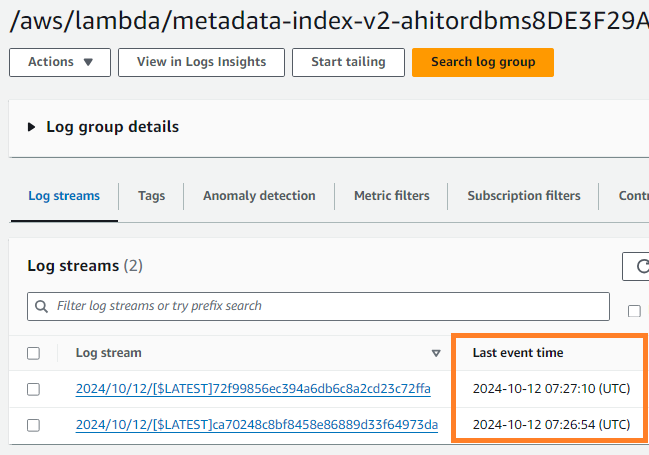 /aws/lambda/metadata-index-v2-ahitordbms8DE3F29A
Actions View in Logs Insights Start tailing Search log group
Log group details
Log streams Tags Anomaly detection Metric filters Subscription filters Cont
Log streams (2)
Filter log streams or try prefix search
Log stream Last event time
2024/10/12/[$LATEST]72f99856ec394a6db6c8a2cd23c72ffa 2024-10-12 07:27:10 (UTC)
2024/10/12/[$LATEST]ca70248c8bf8458e86889d33f64973da 2024-10-12 07:26:54 (UTC)